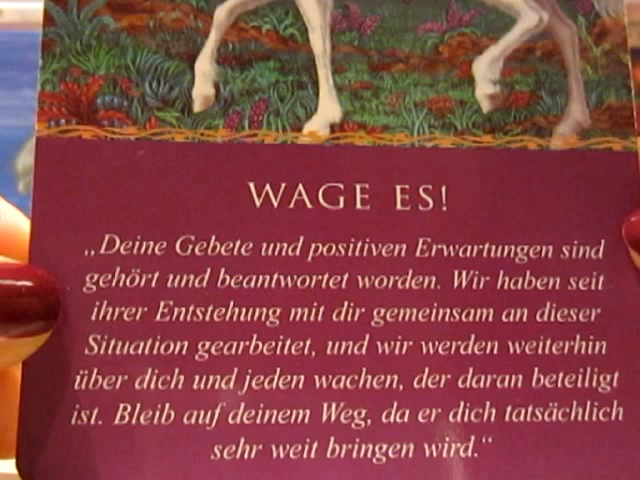 WAGE ES!
„Deine Gebete und positiven Erwartungen sind
gehört und beantwortet worden. Wir haben seit
ihrer Entstehung mit dir gemeinsam an dieser
Situation gearbeitet, und wir werden weiterhin
über dich und jeden wachen, der daran beteiligt
ist. Bleib auf deinem Weg, da er dich tatsächlich
sehr weit bringen wird.“